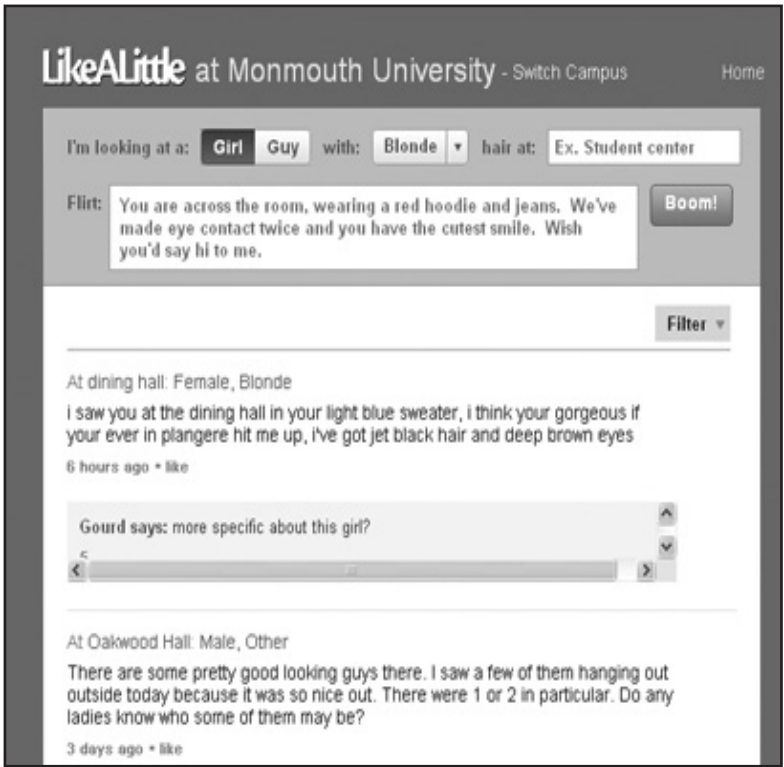 LikeALittle at Monmouth University - Switch Campus Home
I'm looking at a: Girl Guy with: Blonde hair at: Ex. Student center
Flirt: You are across the room, wearing a red hoodie and jeans. We've Boom!
made eye contact twice and you have the cutest smile. Wish
you'd say hi to me.
Filter
At dining hall: Female, Blonde
i saw you at the dining hall in your light blue sweater, i think your gorgeous if
your ever in plangere hit me up, i've got jet black hair and deep brown eyes
6 hours ago • like
Gourd says: more specific about this girl?
At Oakwood Hall: Male, Other
There are some pretty good looking guys there. I saw a few of them hanging out
outside today because it was so nice out. There were 1 or 2 in particular. Do any
ladies know who some of them may be?
3 days ago • like